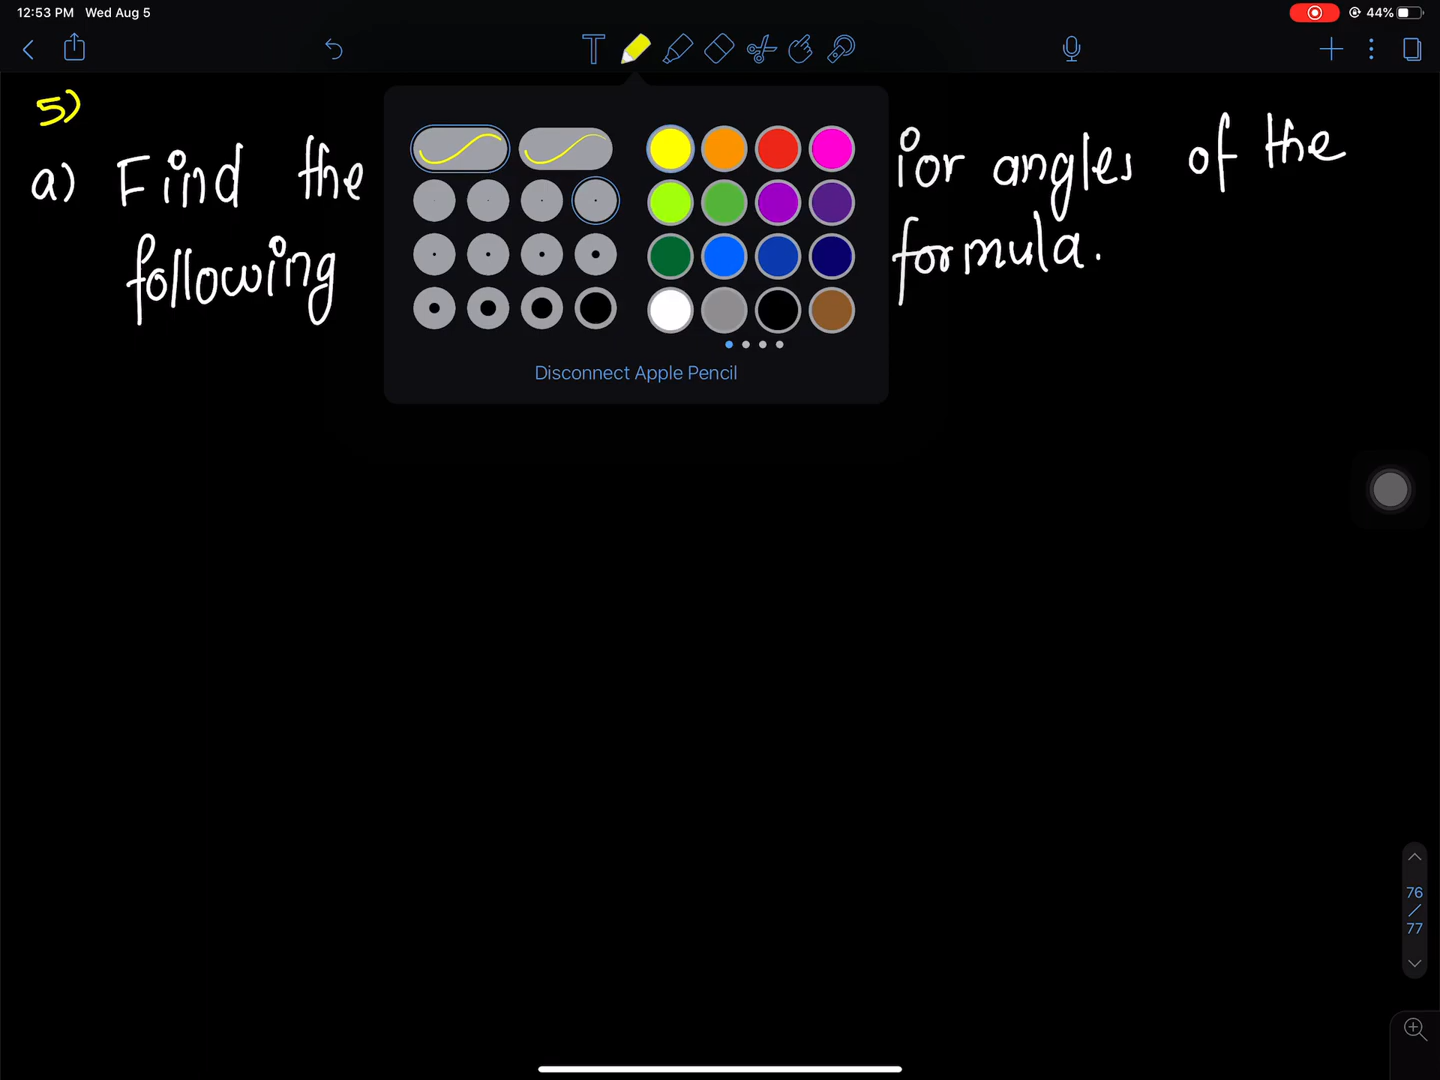 12:53 PM Wed Aug 5
44%
5)
a) Find the ior angles of the
following formula.
Disconnect Apple Pencil
76
/
77